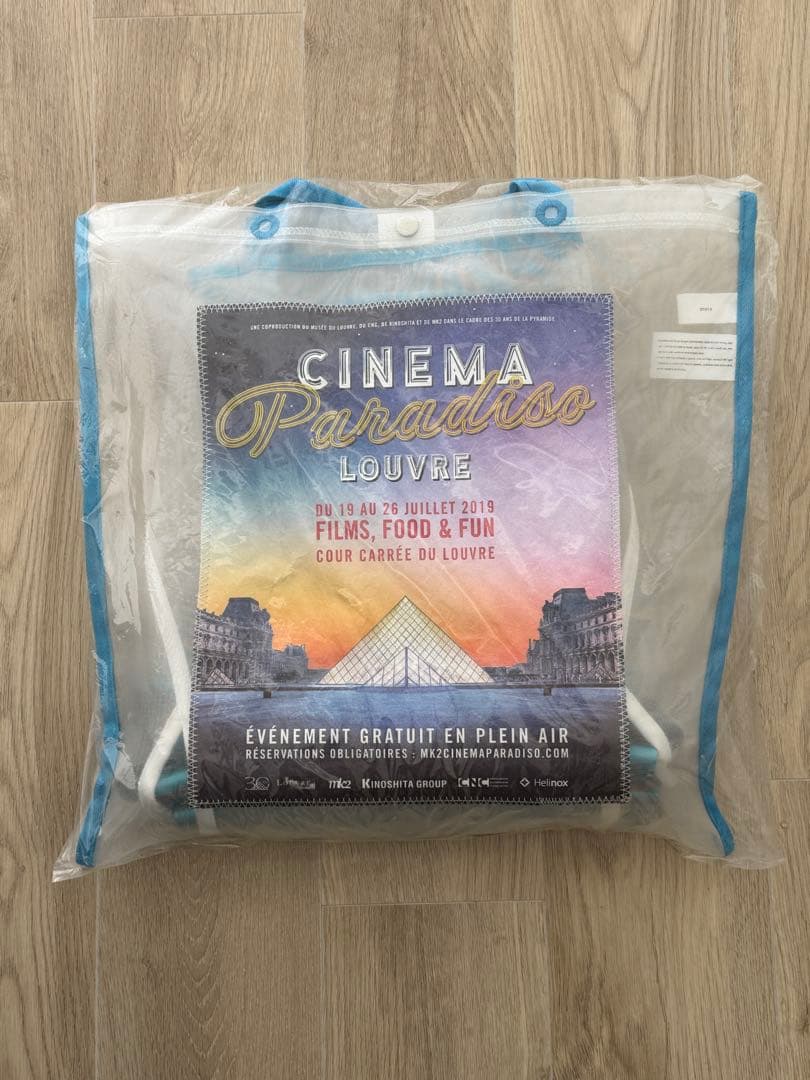 UNE COPRODUCTION DU MUSÉE DU LOUVRE, DU CNC, DE KINOSHITA ET DE MK2 DANS LE CADRE DES 30 ANS DE LA PYRAMIDE
CINEMA
Paradiso
LOUVRE
DU 19 AU 26 JUILLET 2019
FILMS, FOOD & FUN
COUR CARRÉE DU LOUVRE
ÉVÉNEMENT GRATUIT EN PLEIN AIR
RÉSERVATIONS OBLIGATOIRES : MK2CINEMAPARADISO.COM
30 LOUVRE mk2 KINOSHITA GROUP CNC Helinox